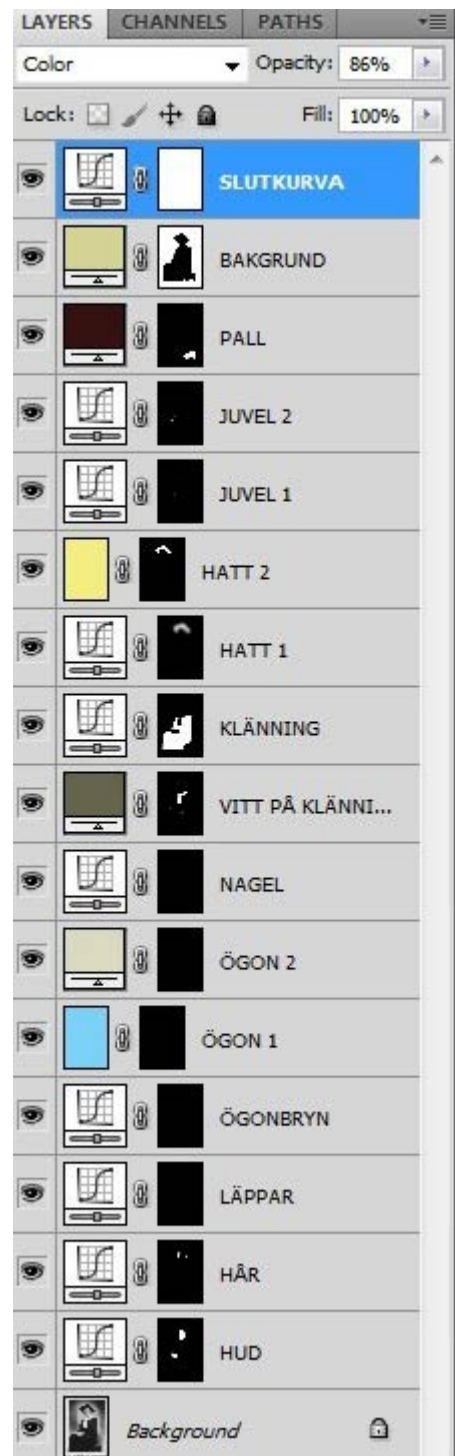 LAYERS CHANNELS PATHS
Color Opacity: 86%
Lock: Fill: 100%
SLUTKURVA
BAKGRUND
PALL
JUVEL 2
JUVEL 1
HATT 2
HATT 1
KLÄNNING
VITT PÅ KLÄNNI...
NAGEL
ÖGON 2
ÖGON 1
ÖGONBRYN
LÄPPAR
HÅR
HUD
Background